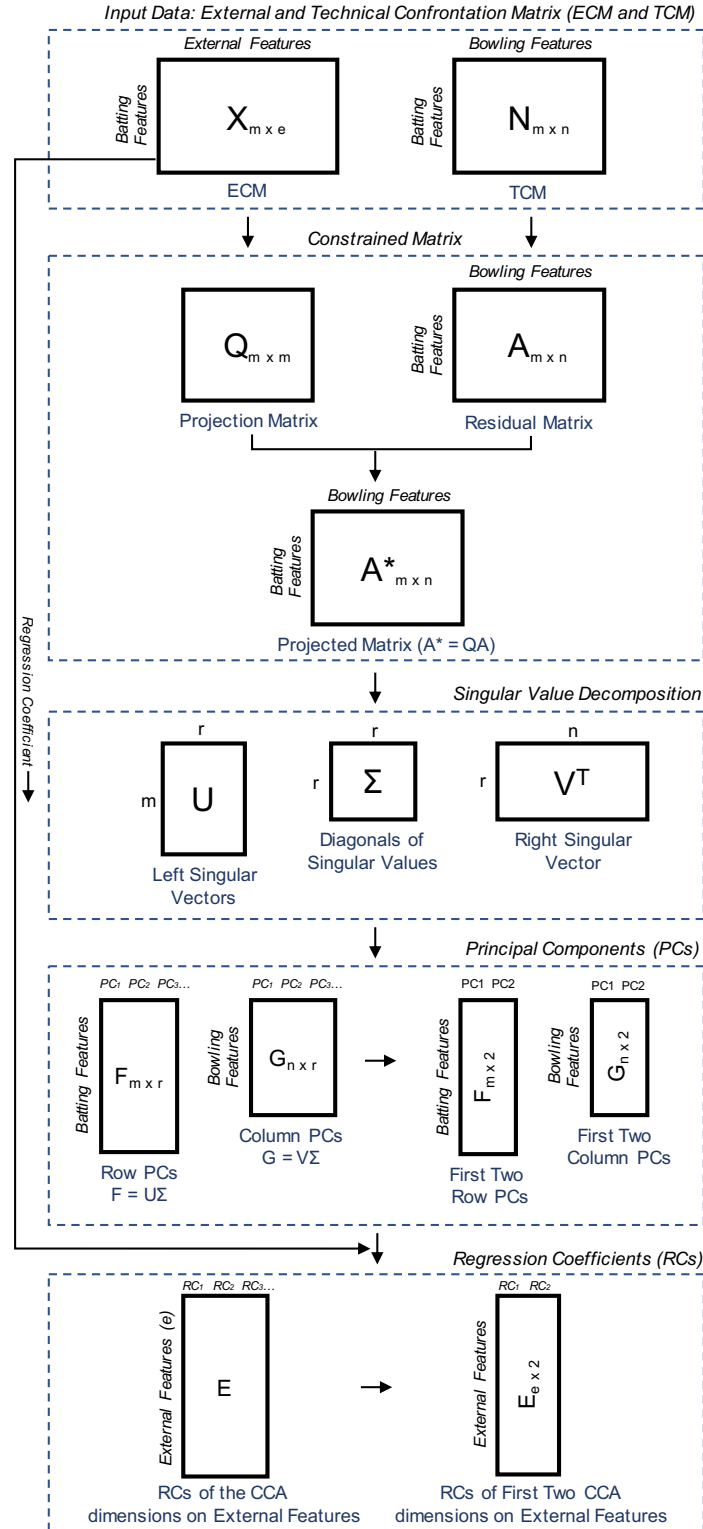 Input Data: External and Technical Confrontation Matrix (ECM and TCM)
External Features
Bowling Features
Batting
Features
X m x e
Batting
Features
N m x n
ECM
TCM
Constrained Matrix
Bowling Features
Q m x m
Batting
Features
A m x n
Projection Matrix
Residual Matrix
Bowling Features
Batting
Features
A* m x n
Projected Matrix (A* = QA)
Regression Coefficient
Singular Value Decomposition
r
r
n
m
U
r
Σ
r
V^T
Left Singular
Vectors
Diagonals of
Singular Values
Right Singular
Vector
Principal Components (PCs)
PC₁ PC₂ PC₃...
PC₁ PC₂ PC₃...
PC1 PC2
PC1 PC2
Batting Features
F m x r
Bowling
Features
G n x r
Batting Features
F m x 2
Bowling
Features
G n x 2
Row PCs
F = UΣ
Column PCs
G = VΣ
First Two
Row PCs
First Two
Column PCs
Regression Coefficients (RCs)
RC₁ RC₂ RC₃...
RC₁ RC₂
External Features (e)
E
External Features
E e x 2
RCs of the CCA
dimensions on External Features
RCs of First Two CCA
dimensions on External Features